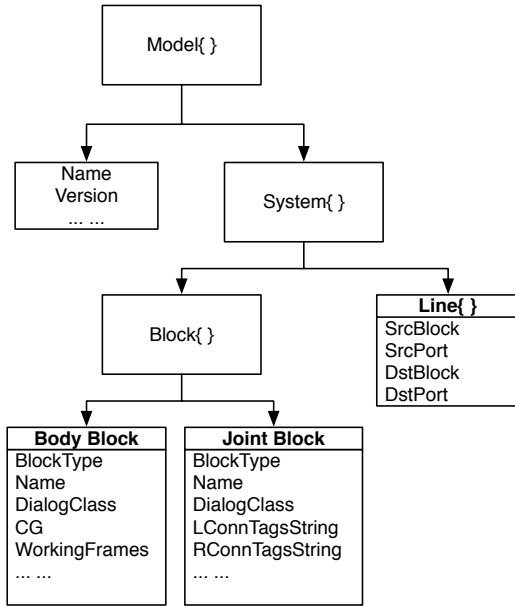 Model{ }
Name
Version
... ...
System{ }
Block{ }
Line{ }
SrcBlock
SrcPort
DstBlock
DstPort
Body Block
BlockType
Name
DialogClass
CG
WorkingFrames
... ...
Joint Block
BlockType
Name
DialogClass
LConnTagsString
RConnTagsString
... ...